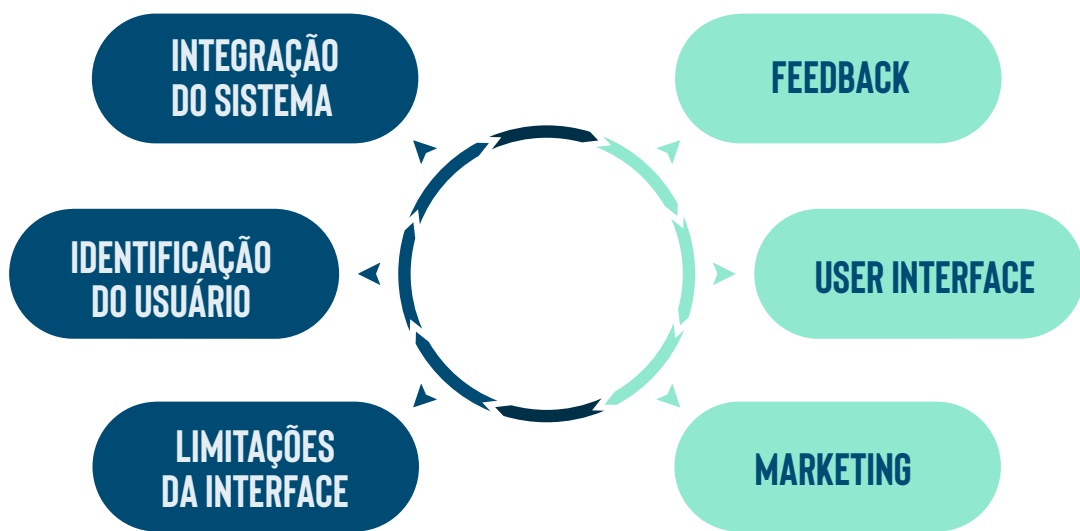 INTEGRAÇÃO
DO SISTEMA
FEEDBACK
IDENTIFICAÇÃO
DO USUÁRIO
USER INTERFACE
LIMITAÇÕES
DA INTERFACE
MARKETING